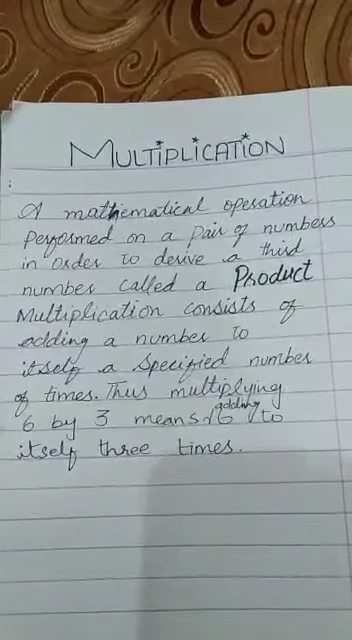 MULTIPLICATION
:
A mathematical operation
Performed on a pair of numbers
in order to derive a third
number called a Product
Multiplication consists of
adding a number to
itself a specified number
of times. Thus multiplying
6 by 3 means adding 6 to
itself three times.